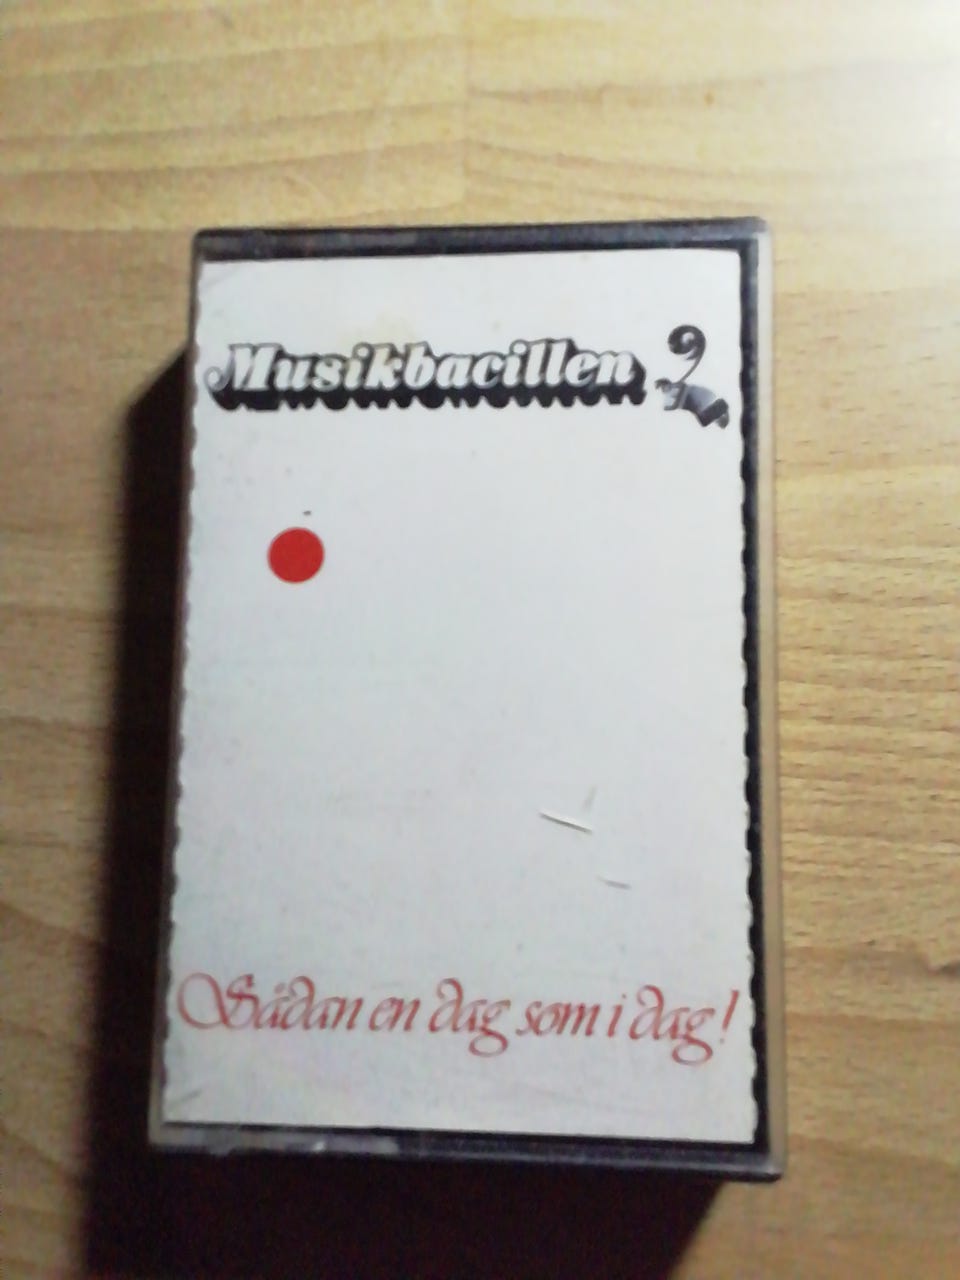 Musikbacillen
Sådan en dag som i dag!